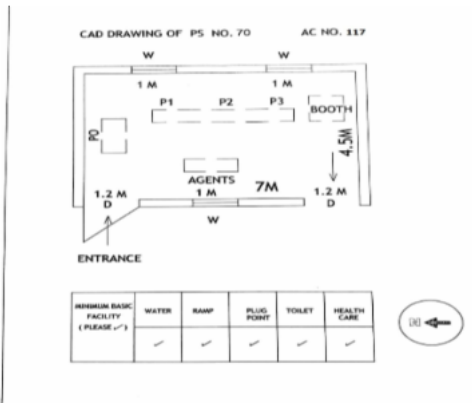 CAD DRAWING OF PS NO. 70 AC NO. 117
W W
1 M 1 M
P1 P2 P3
BOOTH
PO
4.5M
AGENTS
1.2 M 1 M 7M 1.2 M
D D
W
ENTRANCE
MINIMUM BASIC FACILITY ( PLEASE ✓ ) WATER RAMP PLUG POINT TOILET HEALTH CARE
✓ ✓ ✓ ✓ ✓
N